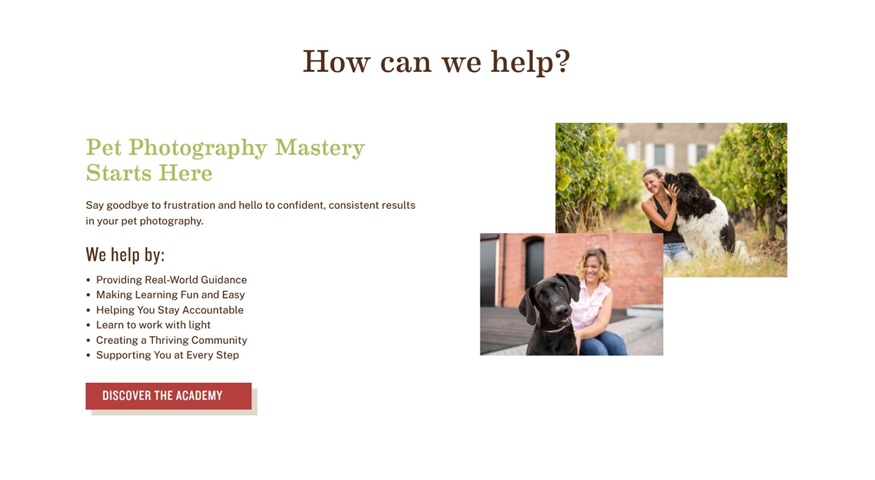 How can we help?
Pet Photography Mastery
Starts Here
Say goodbye to frustration and hello to confident, consistent results
in your pet photography.
We help by:
• Providing Real-World Guidance
• Making Learning Fun and Easy
• Helping You Stay Accountable
• Learn to work with light
• Creating a Thriving Community
• Supporting You at Every Step
DISCOVER THE ACADEMY